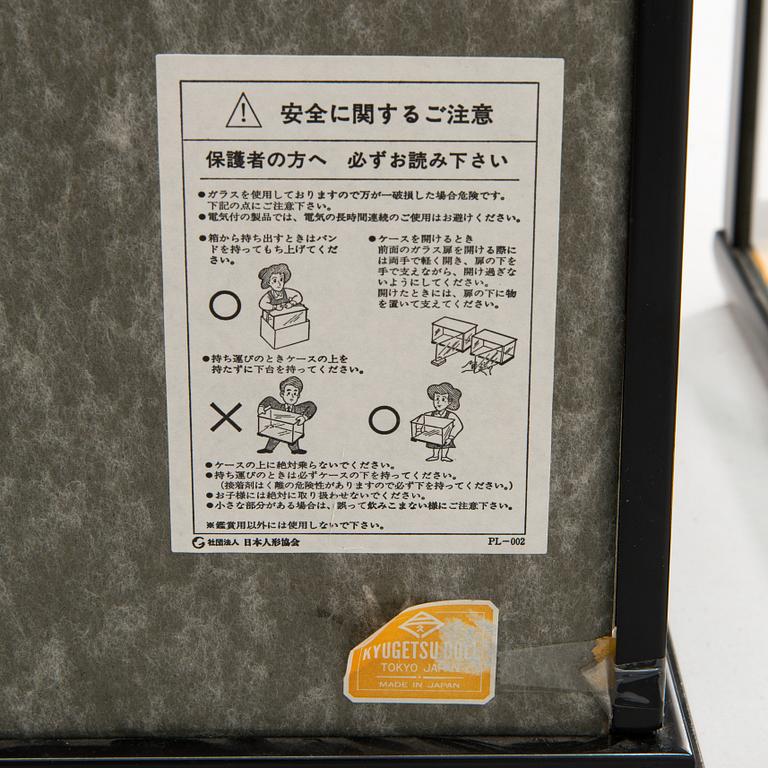 安全に関するご注意
保護者の方へ 必ずお読み下さい
●ガラスを使用しておりますので万が一破損した場合危険です。
下記の点にご注意下さい。
●電気付の製品では、電気の長時間連続のご使用はお避けください。
●箱から持ち出すときはバン
ドを持ってもち上げてくだ
さい。
●ケースを開けるとき
前面のガラス扉を開ける際に
は両手で軽く開き、扉の下を
手で支えながら、開け過ぎな
いようにしてください。
開けたときには、扉の下に物
を置いて支えてください。
●持ち運びのときケースの上を
持たずに下台を持ってください。
●ケースの上に絶対乗らないでください。
●持ち運びのときは必ずケースの下を持ってください。
(接着剤はく離の危険性がありますので必ず下を持ってください。)
●お子様には絶対に取り扱わせないでください。
●小さな部分がある場合は、誤って飲みこまない様にご注意下さい。
※鑑賞用以外には使用しないで下さい。
社団法人 日本人形協会 PL-002
KYUGETSU DOLL
TOKYO JAPAN
MADE IN JAPAN